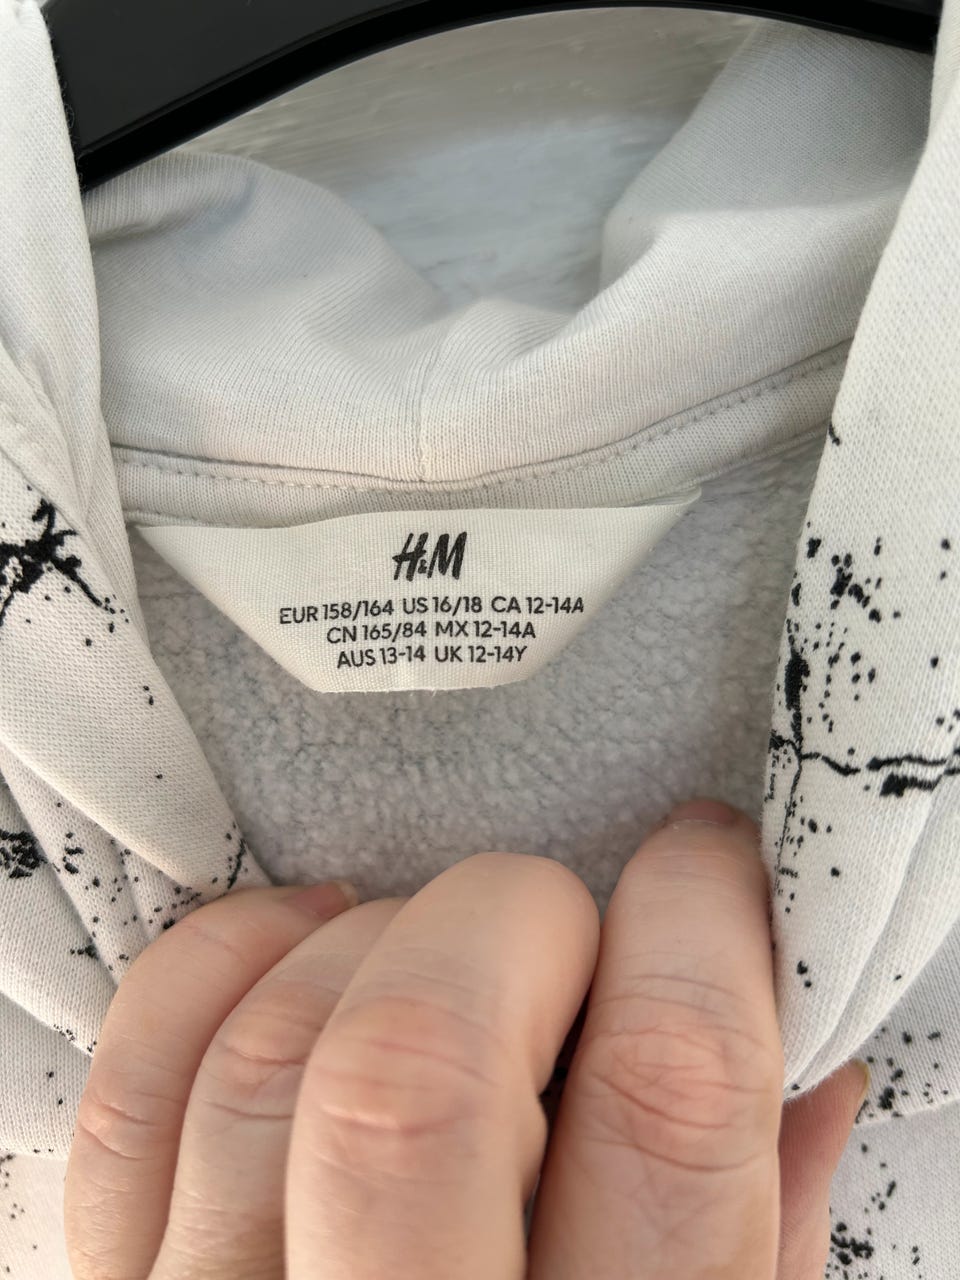 H&M
EUR 158/164 US 16/18 CA 12-14A
CN 165/84 MX 12-14A
AUS 13-14 UK 12-14Y